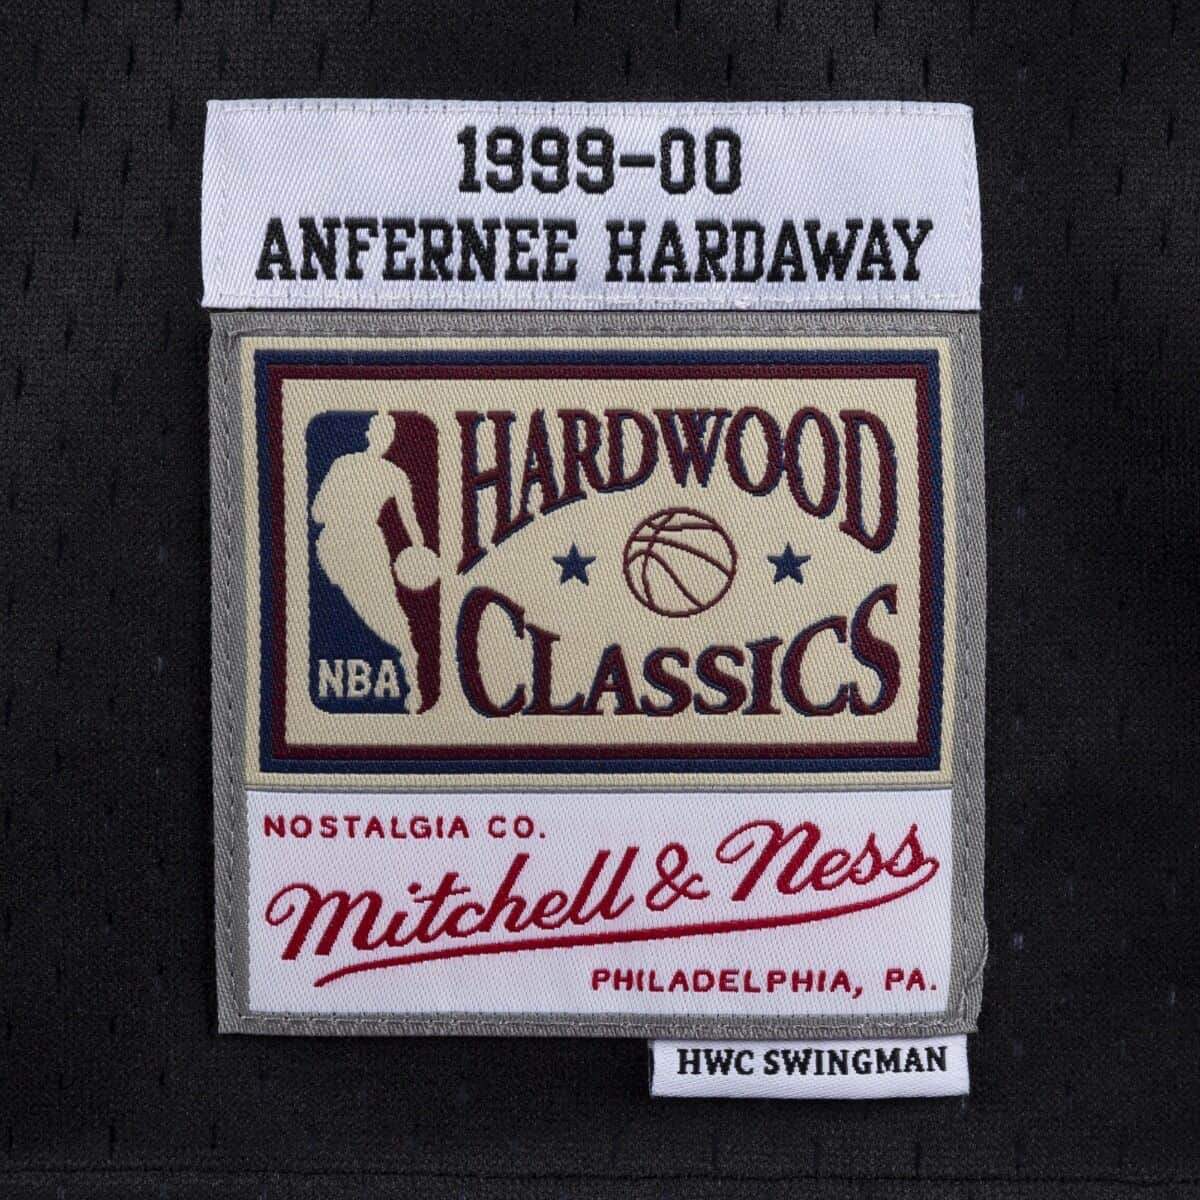 1999-00
ANFERNEE HARDAWAY
HARDWOOD
CLASSICS
NBA
NOSTALGIA CO.
Mitchell & Ness
PHILADELPHIA, PA.
HWC SWINGMAN